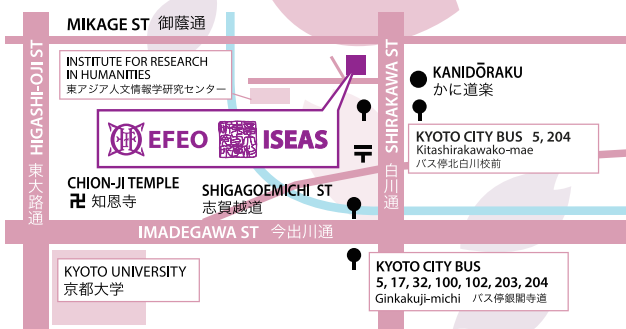 MIKAGE ST 御蔭通
INSTITUTE FOR RESEARCH
IN HUMANITIES
東アジア人文情報学研究センター
HIGASHI-OJI ST 東大路通
SHIRAKAWA ST 白川通
KANIDŌRAKU
かに道楽
EFEO
ISEAS
KYOTO CITY BUS 5, 204
Kitashirakawako-mae
バス停北白川校前
CHION-JI TEMPLE
卍 知恩寺
SHIGAGOEMICHI ST
志賀越道
IMADEGAWA ST 今出川通
KYOTO UNIVERSITY
京都大学
KYOTO CITY BUS
5, 17, 32, 100, 102, 203, 204
Ginkakuji-michi バス停銀閣寺道